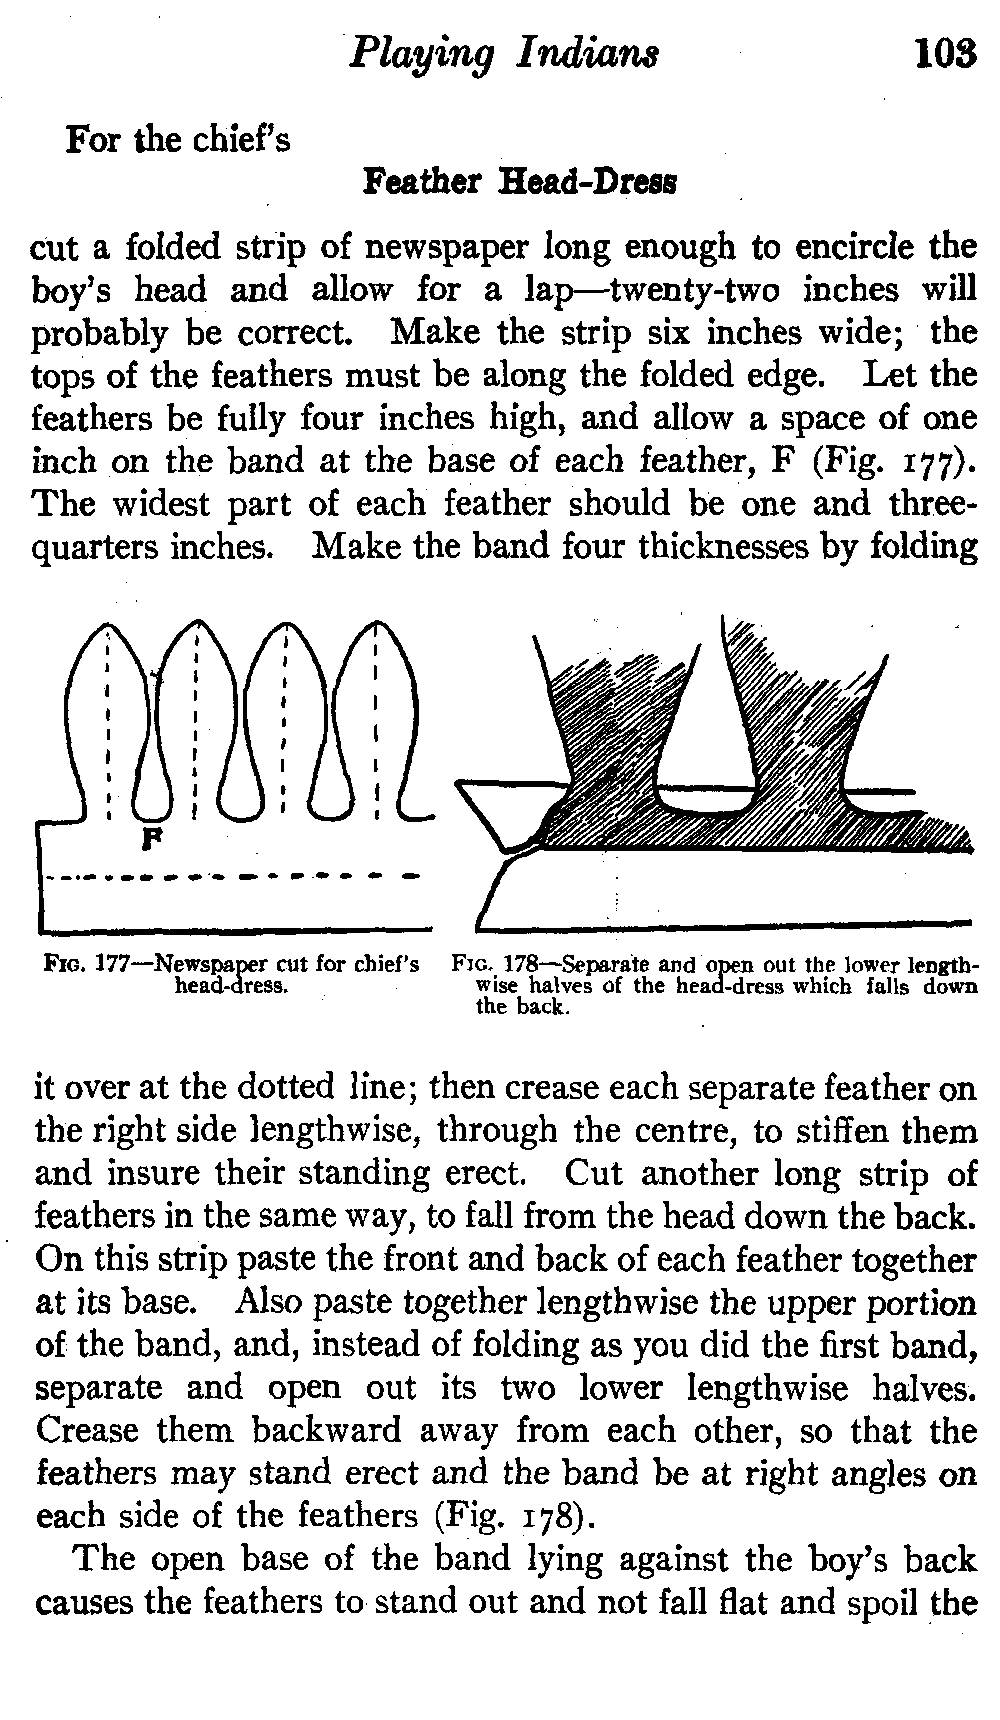 Playing Indians 103
For the chief's
Feather Head-Dress
cut a folded strip of newspaper long enough to encircle the
boy's head and allow for a lap—twenty-two inches will
probably be correct. Make the strip six inches wide; the
tops of the feathers must be along the folded edge. Let the
feathers be fully four inches high, and allow a space of one
inch on the band at the base of each feather, F (Fig. 177).
The widest part of each feather should be one and three-
quarters inches. Make the band four thicknesses by folding
F
FIG. 177—Newspaper cut for chief's
head-dress.
FIG. 178—Separate and open out the lower length-
wise halves of the head-dress which falls down
the back.
it over at the dotted line; then crease each separate feather on
the right side lengthwise, through the centre, to stiffen them
and insure their standing erect. Cut another long strip of
feathers in the same way, to fall from the head down the back.
On this strip paste the front and back of each feather together
at its base. Also paste together lengthwise the upper portion
of the band, and, instead of folding as you did the first band,
separate and open out its two lower lengthwise halves.
Crease them backward away from each other, so that the
feathers may stand erect and the band be at right angles on
each side of the feathers (Fig. 178).
The open base of the band lying against the boy's back
causes the feathers to stand out and not fall flat and spoil the